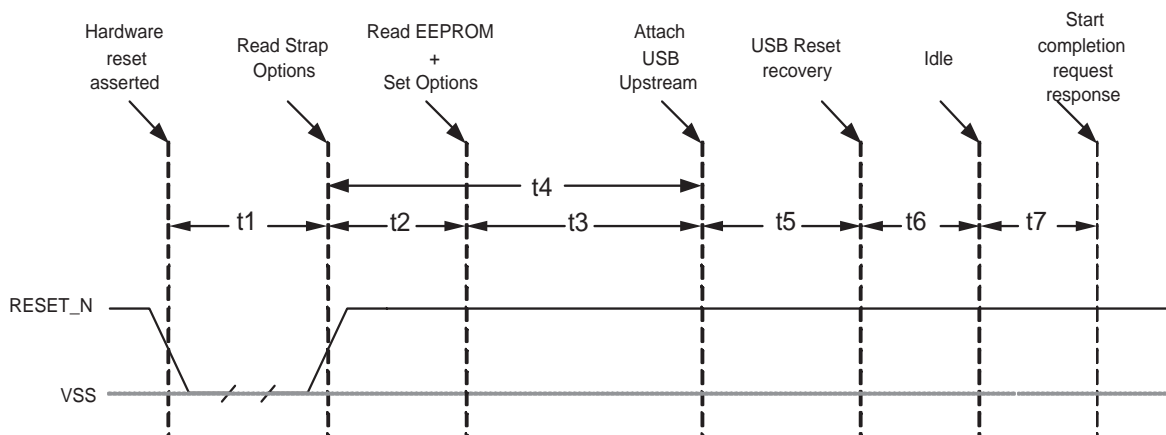 Hardware
reset
asserted
Read Strap
Options
Read EEPROM
+
Set Options
Attach
USB
Upstream
USB Reset
recovery
Idle
Start
completion
request
response
t4
t1
t2
t3
t5
t6
t7
RESET_N
VSS